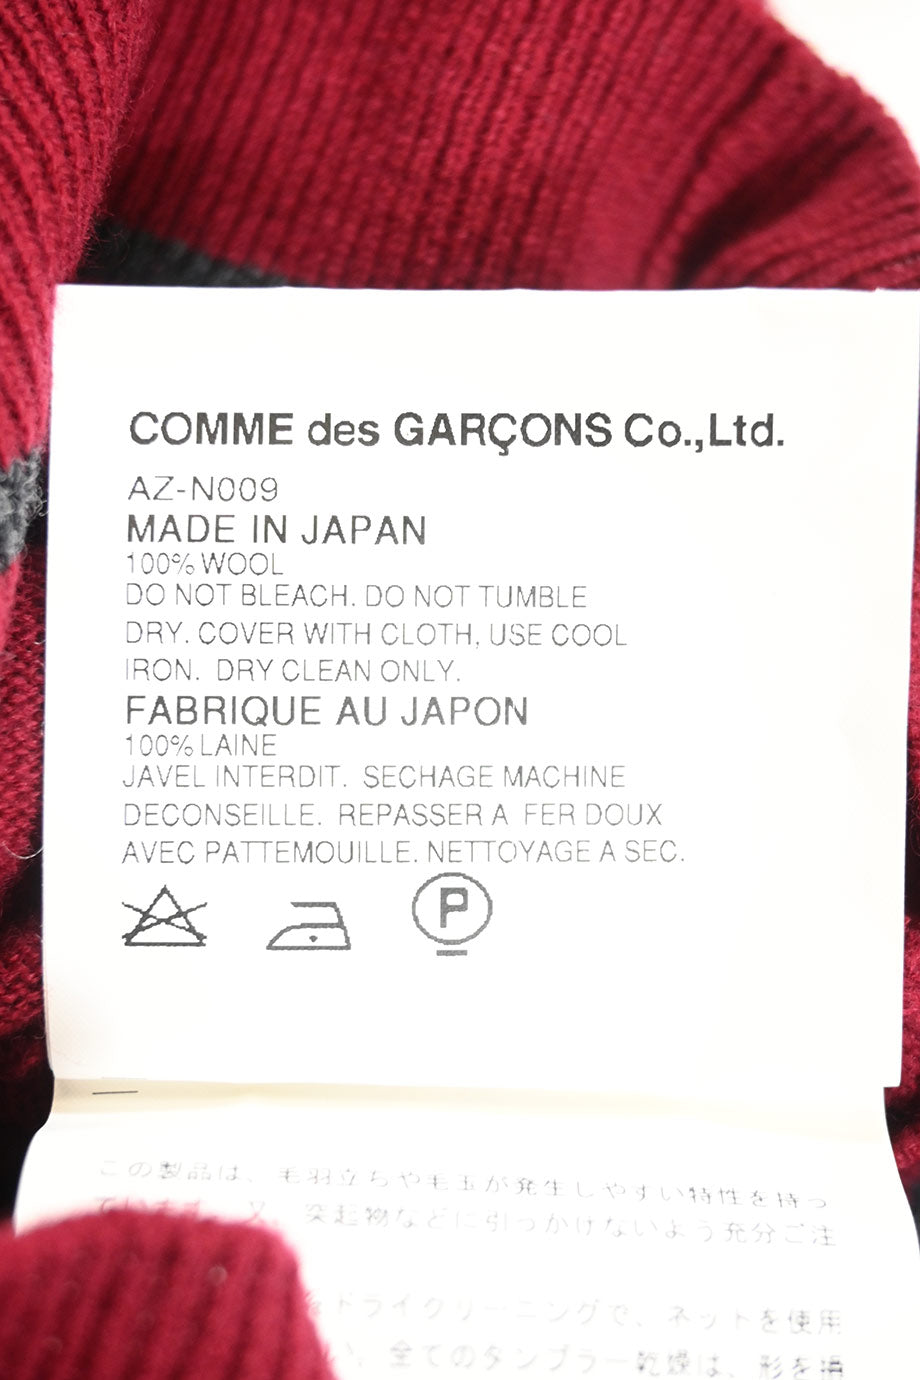 COMME des GARÇONS Co.,Ltd.
AZ-N009
MADE IN JAPAN
100% WOOL
DO NOT BLEACH. DO NOT TUMBLE
DRY. COVER WITH CLOTH, USE COOL
IRON. DRY CLEAN ONLY.
FABRIQUE AU JAPON
100% LAINE
JAVEL INTERDIT. SECHAGE MACHINE
DECONSEILLE. REPASSER A FER DOUX
AVEC PATTEMOUILLE. NETTOYAGE A SEC.
P
この製品は、毛羽立ちや毛玉が発生しやすい特性を持っ
ています。又、突起物などに引っかけないよう充分ご注
ドライクリーニングで、ネットを使用
い。全てのタンブラー乾燥は、形を損